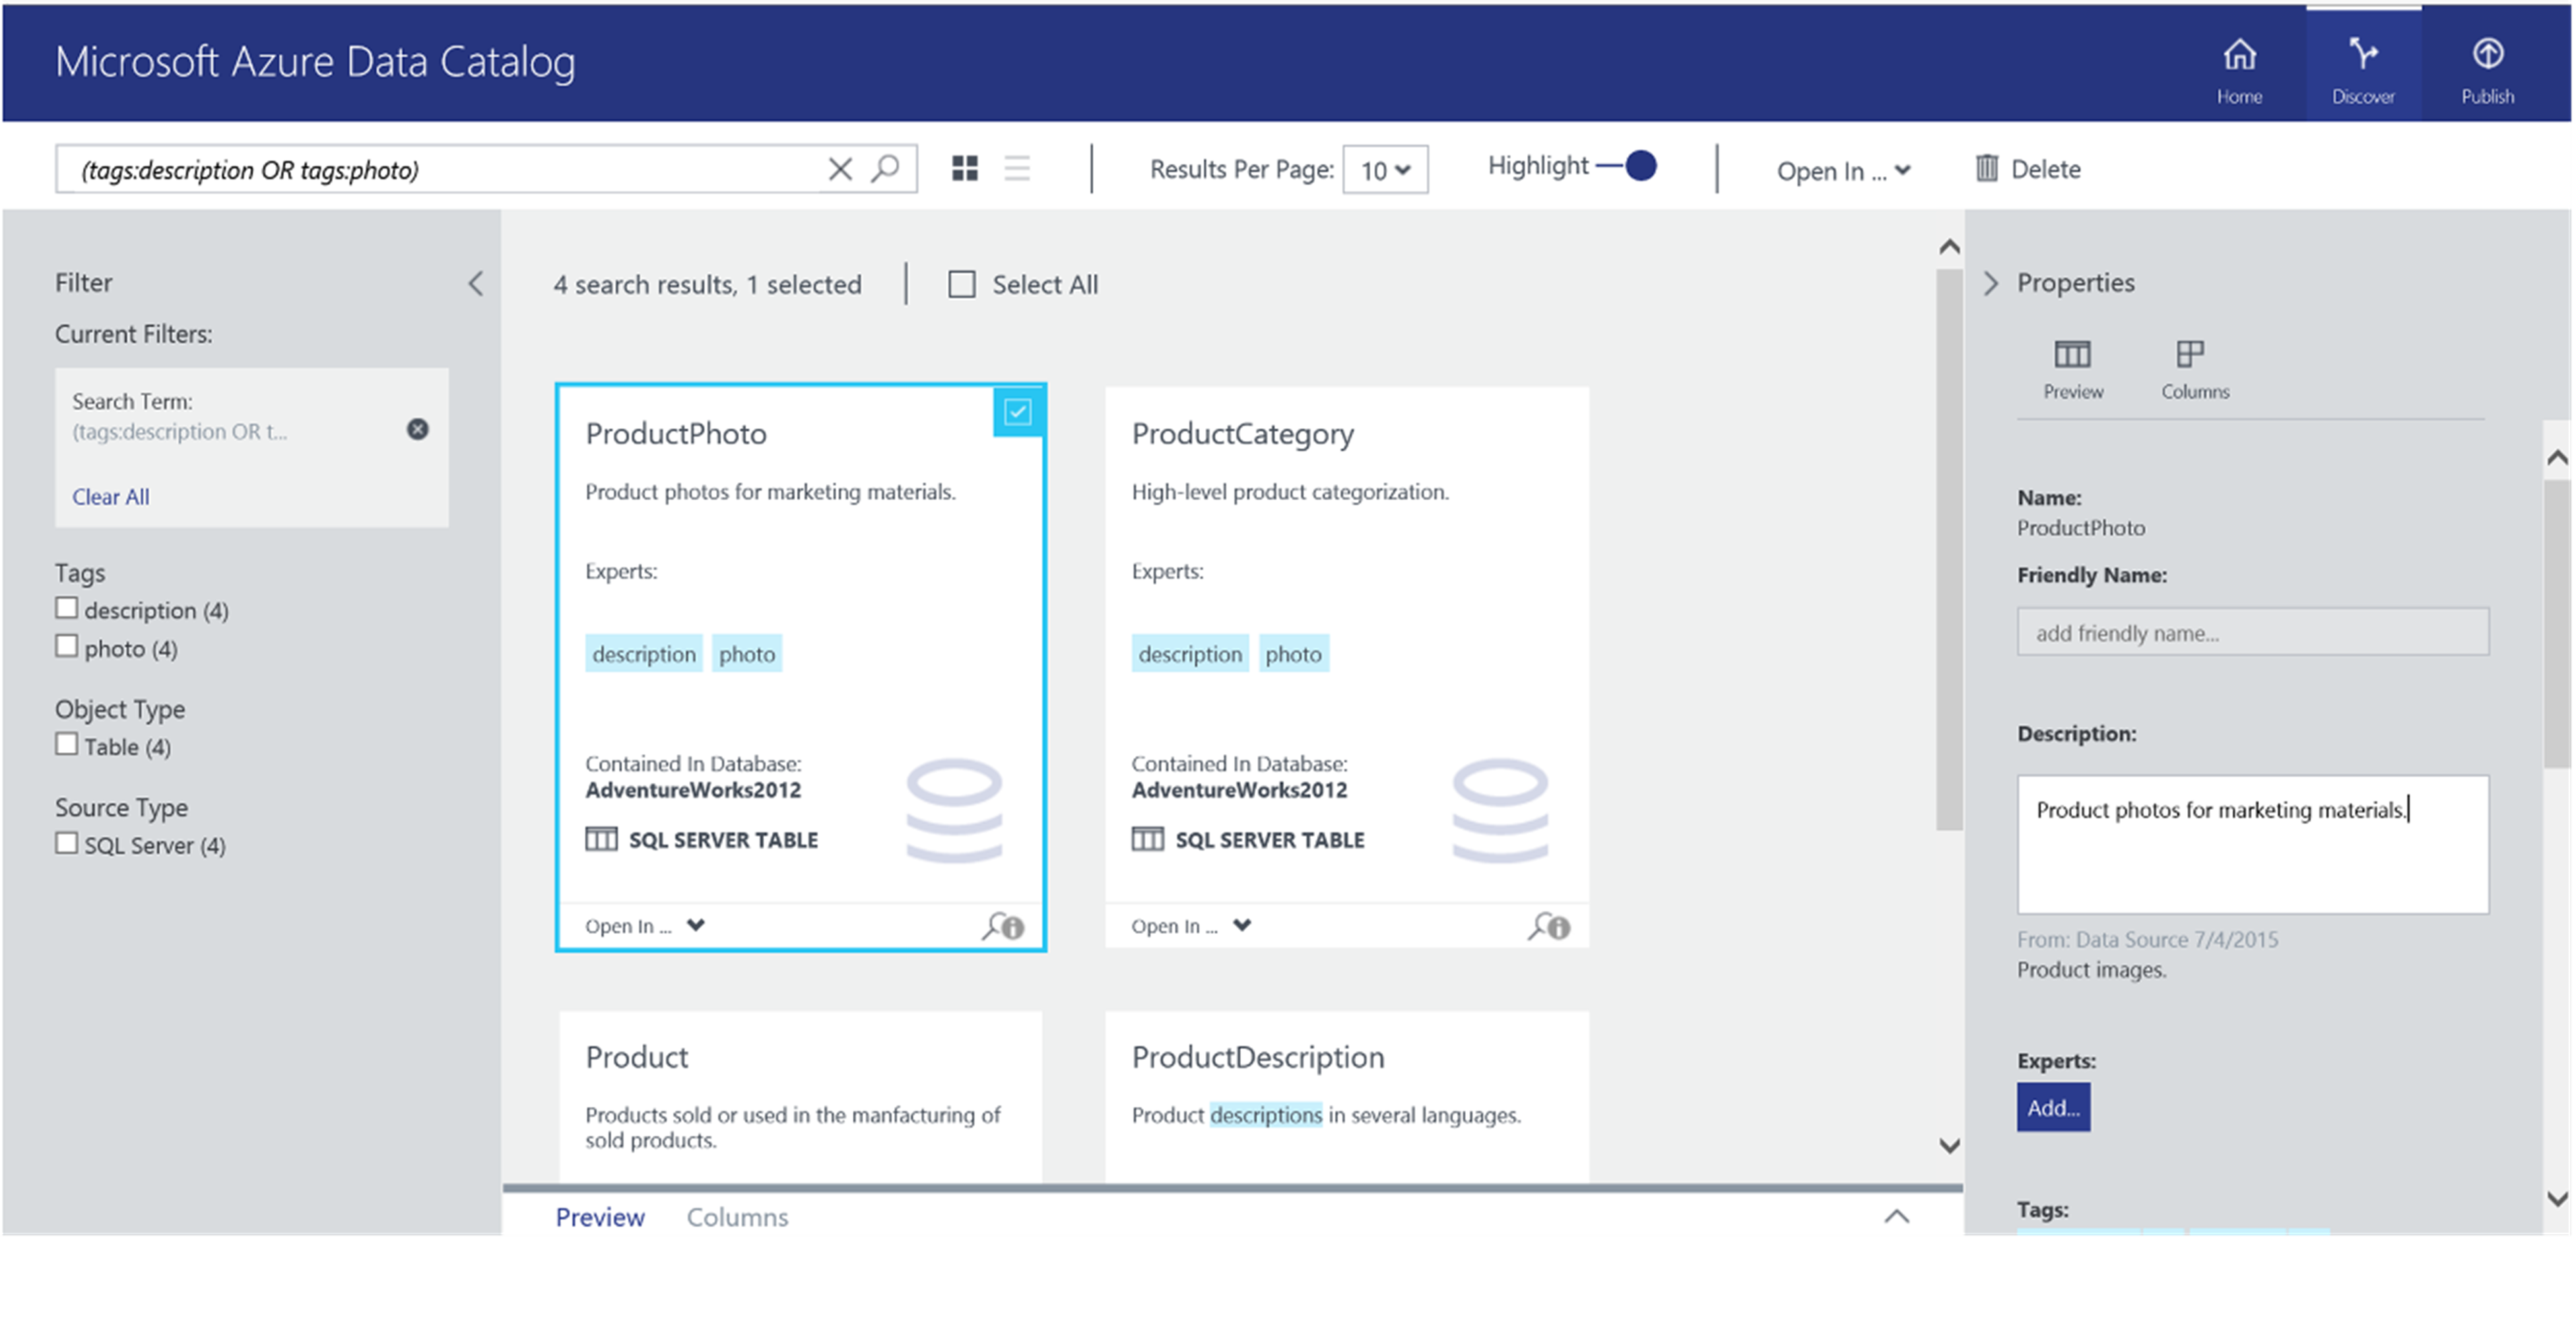 Microsoft Azure Data Catalog
Home
Discover
Publish
(tags:description OR tags:photo)
Results Per Page:
10
Highlight
Open In ...
Delete
Filter
Current Filters:
Search Term:
(tags:description OR t...
Clear All
Tags
description (4)
photo (4)
Object Type
Table (4)
Source Type
SQL Server (4)
4 search results, 1 selected
Select All
ProductPhoto
Product photos for marketing materials.
Experts:
description photo
Contained In Database:
AdventureWorks2012
SQL SERVER TABLE
Open In ...
ProductCategory
High-level product categorization.
Experts:
description photo
Contained In Database:
AdventureWorks2012
SQL SERVER TABLE
Open In ...
Product
Products sold or used in the manfacturing of
sold products.
ProductDescription
Product descriptions in several languages.
Preview Columns
Properties
Preview
Columns
Name:
ProductPhoto
Friendly Name:
add friendly name...
Description:
Product photos for marketing materials.
From: Data Source 7/4/2015
Product images.
Experts:
Add...
Tags: